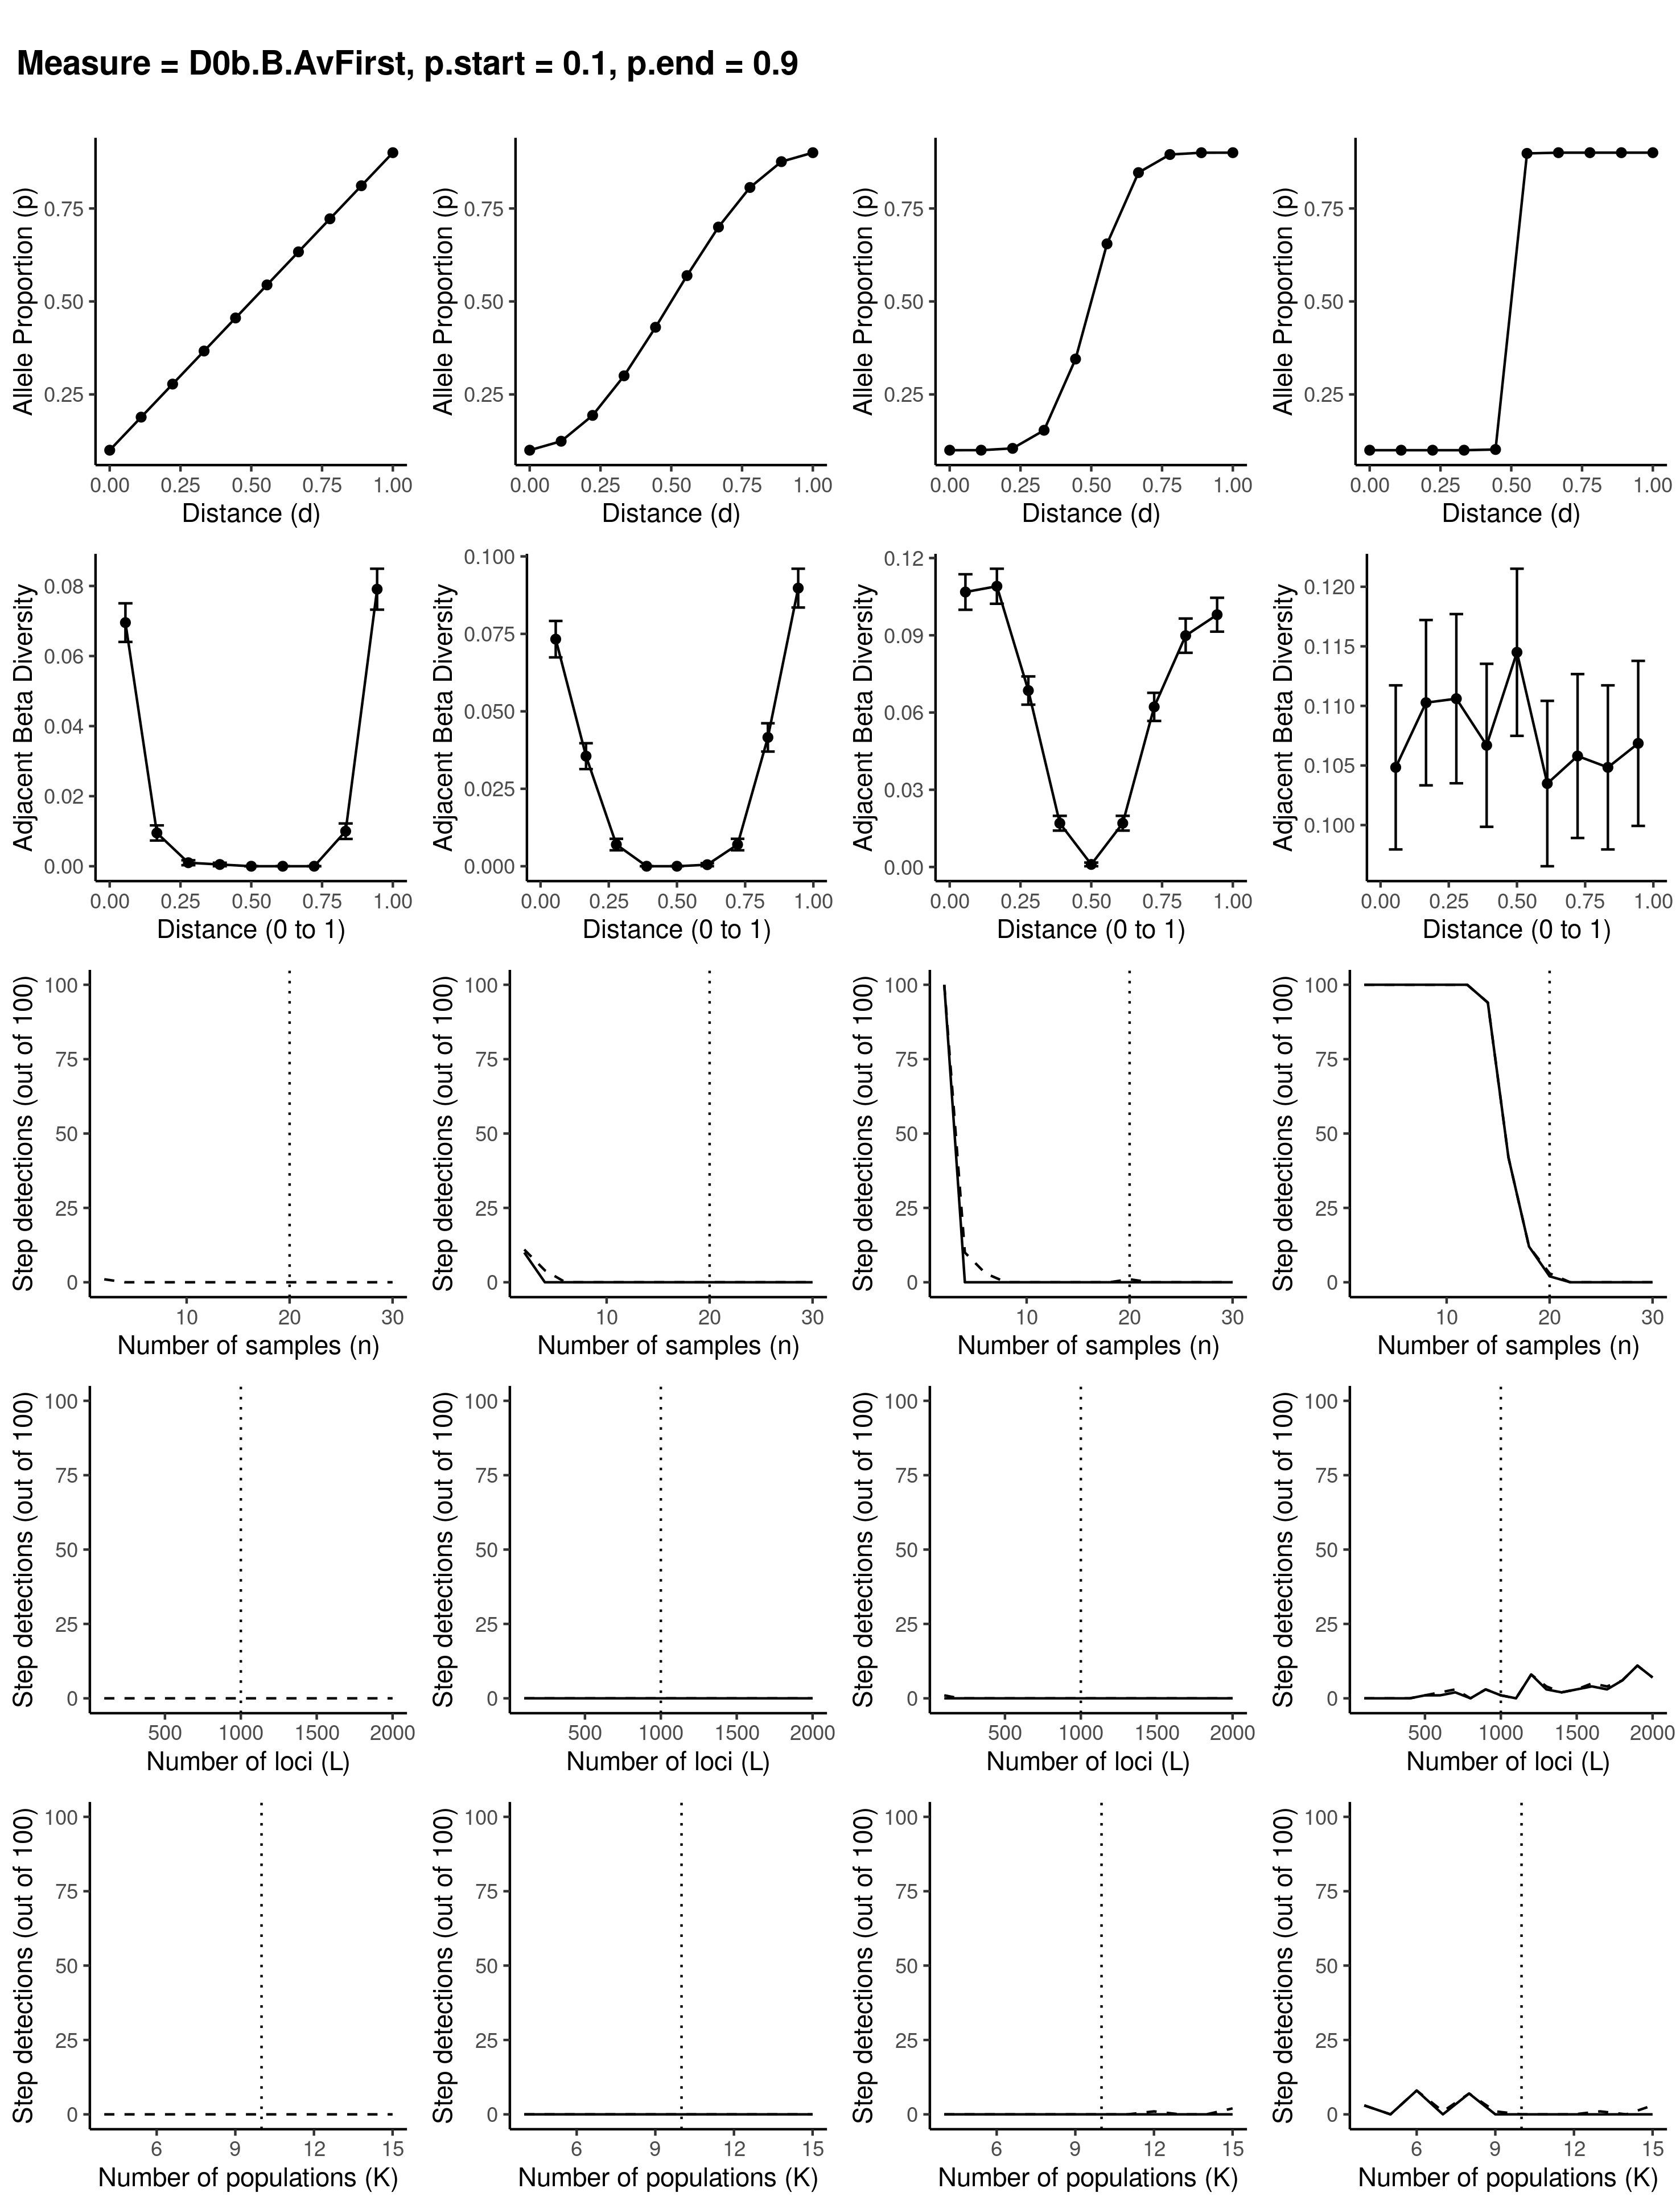 Measure = D0b.B.AvFirst, p.start = 0.1, p.end = 0.9
Allele Proportion (p)
0.75
0.50
0.25
0.00 0.25 0.50 0.75 1.00
Distance (d)
Allele Proportion (p)
0.75
0.50
0.25
0.00 0.25 0.50 0.75 1.00
Distance (d)
Allele Proportion (p)
0.75
0.50
0.25
0.00 0.25 0.50 0.75 1.00
Distance (d)
Allele Proportion (p)
0.75
0.50
0.25
0.00 0.25 0.50 0.75 1.00
Distance (d)
Adjacent Beta Diversity
0.08
0.06
0.04
0.02
0.00
0.00 0.25 0.50 0.75 1.00
Distance (0 to 1)
Adjacent Beta Diversity
0.100
0.075
0.050
0.025
0.000
0.00 0.25 0.50 0.75 1.00
Distance (0 to 1)
Adjacent Beta Diversity
0.12
0.09
0.06
0.03
0.00
0.00 0.25 0.50 0.75 1.00
Distance (0 to 1)
Adjacent Beta Diversity
0.120
0.115
0.110
0.105
0.100
0.00 0.25 0.50 0.75 1.00
Distance (0 to 1)
Step detections (out of 100)
100
75
50
25
0
10 20 30
Number of samples (n)
Step detections (out of 100)
100
75
50
25
0
10 20 30
Number of samples (n)
Step detections (out of 100)
100
75
50
25
0
10 20 30
Number of samples (n)
Step detections (out of 100)
100
75
50
25
0
10 20 30
Number of samples (n)
Step detections (out of 100)
100
75
50
25
0
500 1000 1500 2000
Number of loci (L)
Step detections (out of 100)
100
75
50
25
0
500 1000 1500 2000
Number of loci (L)
Step detections (out of 100)
100
75
50
25
0
500 1000 1500 2000
Number of loci (L)
Step detections (out of 100)
100
75
50
25
0
500 1000 1500 2000
Number of loci (L)
Step detections (out of 100)
100
75
50
25
0
6 9 12 15
Number of populations (K)
Step detections (out of 100)
100
75
50
25
0
6 9 12 15
Number of populations (K)
Step detections (out of 100)
100
75
50
25
0
6 9 12 15
Number of populations (K)
Step detections (out of 100)
100
75
50
25
0
6 9 12 15
Number of populations (K)